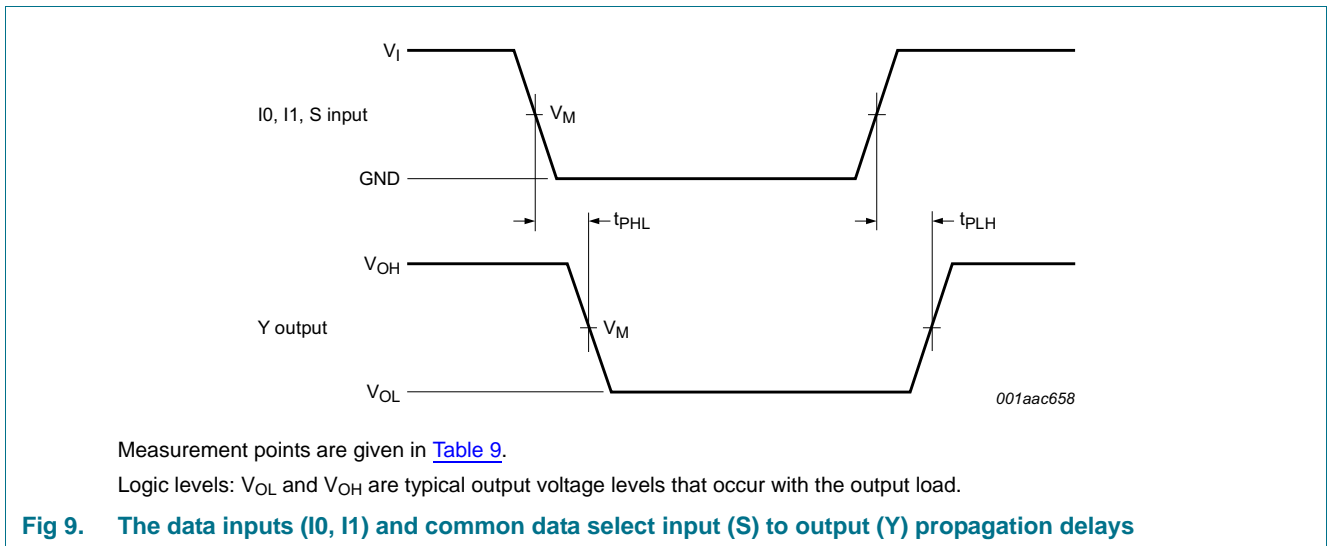 VI
I0, I1, S input
VM
GND
tPHL
tPLH
VOH
Y output
VM
VOL
001aac658
Measurement points are given in Table 9.
Logic levels: VOL and VOH are typical output voltage levels that occur with the output load.
Fig 9. The data inputs (I0, I1) and common data select input (S) to output (Y) propagation delays